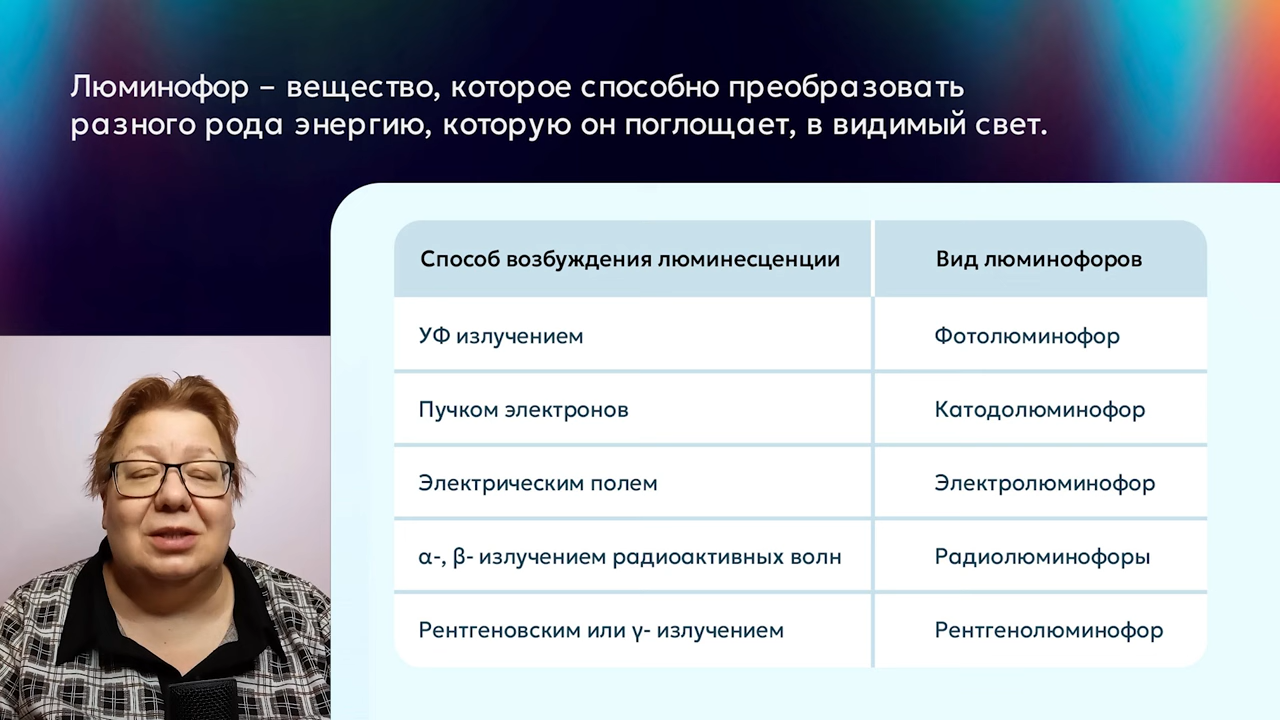 Люминофор – вещество, которое способно преобразовать
разного рода энергию, которую он поглощает, в видимый свет.
Способ возбуждения люминесценции
Вид люминофоров
УФ излучением
Фотолюминофор
Пучком электронов
Катодолюминофор
Электрическим полем
Электролюминофор
α-, β- излучением радиоактивных волн
Радиолюминофоры
Рентгеновским или γ- излучением
Рентгенолюминофор